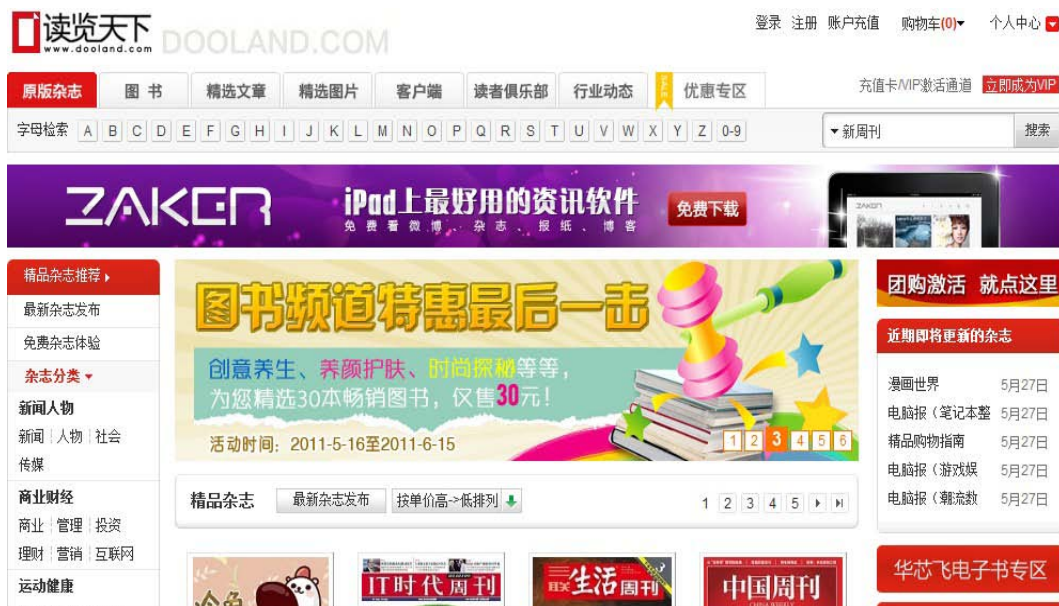 读览天下
www.dooland.com
DOOLAND.COM
登录 注册 账户充值 购物车(0) 个人中心
原版杂志 图 书 精选文章 精选图片 客户端 读者俱乐部 行业动态 SALE 优惠专区
充值卡/VIP激活通道 立即成为VIP
字母检索 A B C D E F G H I J K L M N O P Q R S T U V W X Y Z 0-9
新周刊 搜索
ZAKER
iPad上最好用的资讯软件
免费看微博、杂志、报纸、博客
免费下载
精品杂志推荐
最新杂志发布
免费杂志体验
杂志分类
新闻人物
新闻 人物 社会
传媒
商业财经
商业 管理 投资
理财 营销 互联网
运动健康
图书频道特惠最后一击
创意养生、养颜护肤、时尚探秘等等,
为您精选30本畅销图书,仅售30元!
活动时间: 2011-5-16至2011-6-15
1 2 3 4 5 6
精品杂志 最新杂志发布 按单价高->低排列 1 2 3 4 5
IT时代周刊
三联生活周刊
中国周刊
CHINA WEEKLY
团购激活 就点这里
近期即将更新的杂志
漫画世界 5月27日
电脑报(笔记本整 5月27日
精品购物指南 5月27日
电脑报(游戏娱 5月27日
电脑报(潮流数 5月27日
华芯飞电子书专区